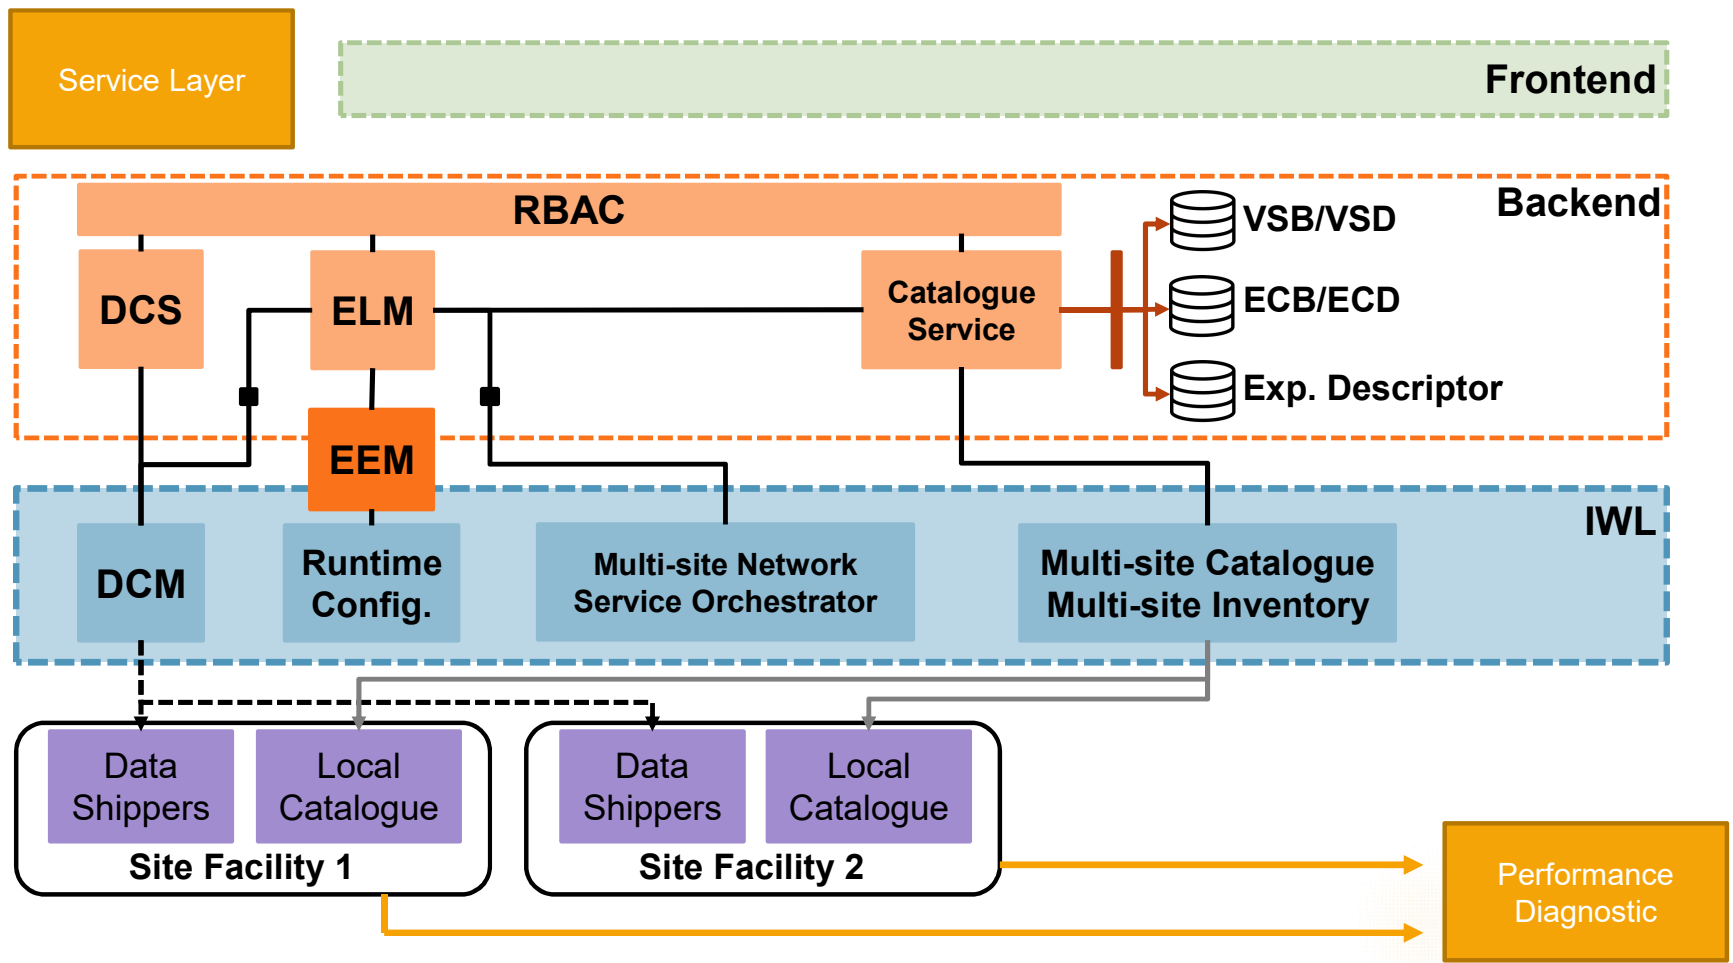 Service Layer
Frontend
Backend
RBAC
VSB/VSD
DCS
ELM
Catalogue
Service
ECB/ECD
Exp. Descriptor
EEM
IWL
DCM
Runtime
Config.
Multi-site Network
Service Orchestrator
Multi-site Catalogue
Multi-site Inventory
Data
Shippers
Local
Catalogue
Site Facility 1
Data
Shippers
Local
Catalogue
Site Facility 2
Performance
Diagnostic